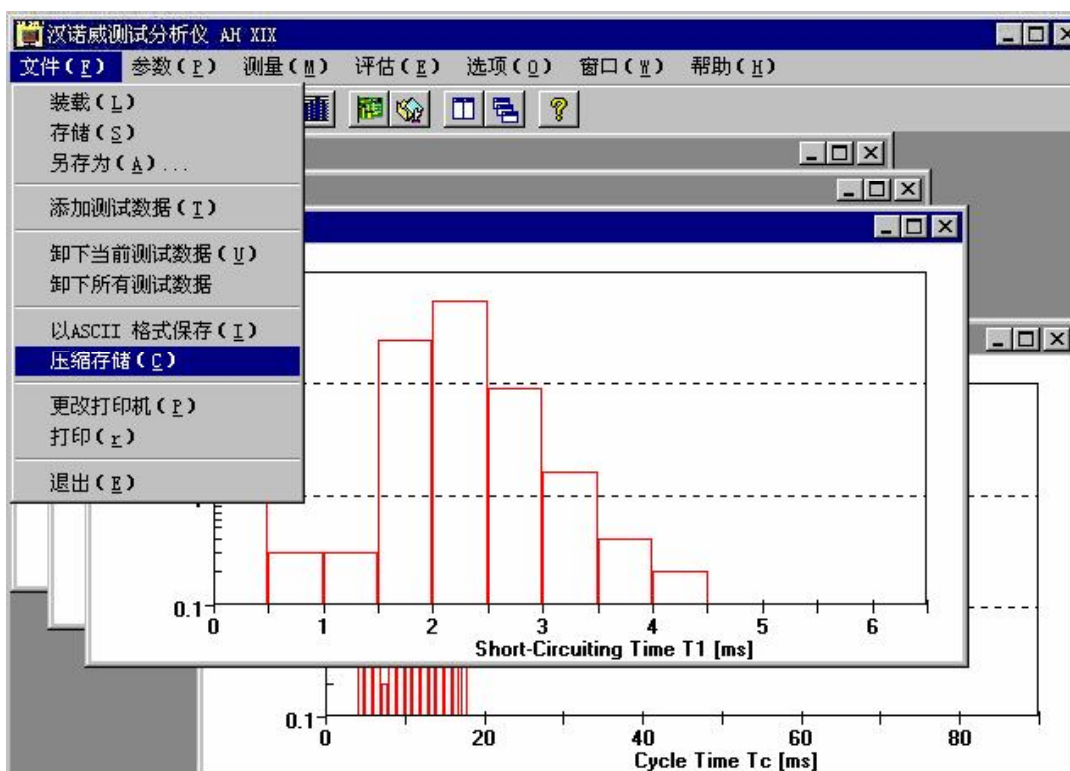 汉诺威测试分析仪 AH XIX
文件(F) 参数(P) 测量(M) 评估(E) 选项(O) 窗口(W) 帮助(H)
装载(L)
存储(S)
另存为(A)...
添加测试数据(T)
卸下当前测试数据(U)
卸下所有测试数据
以ASCII 格式保存(I)
压缩存储(C)
更改打印机(P)
打印(r)
退出(E)
0.1
0 1 2 3 4 5 6
Short-Circuiting Time T1 [ms]
0.1
0 20 40 60 80
Cycle Time Tc [ms]